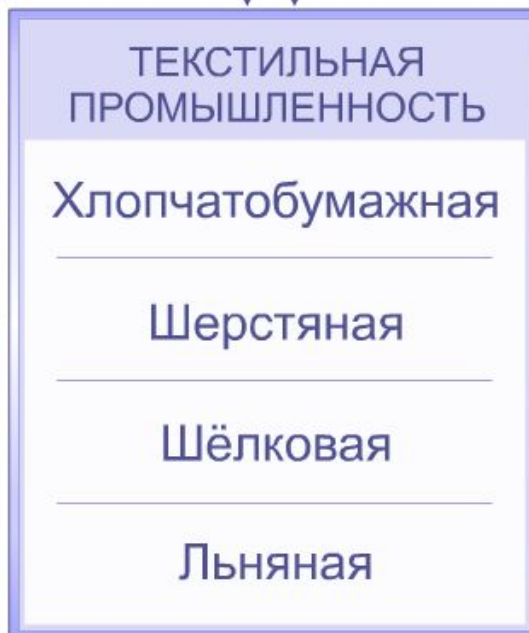 ТЕКСТИЛЬНАЯ
ПРОМЫШЛЕННОСТЬ
Хлопчатобумажная
Шерстяная
Шёлковая
Льняная